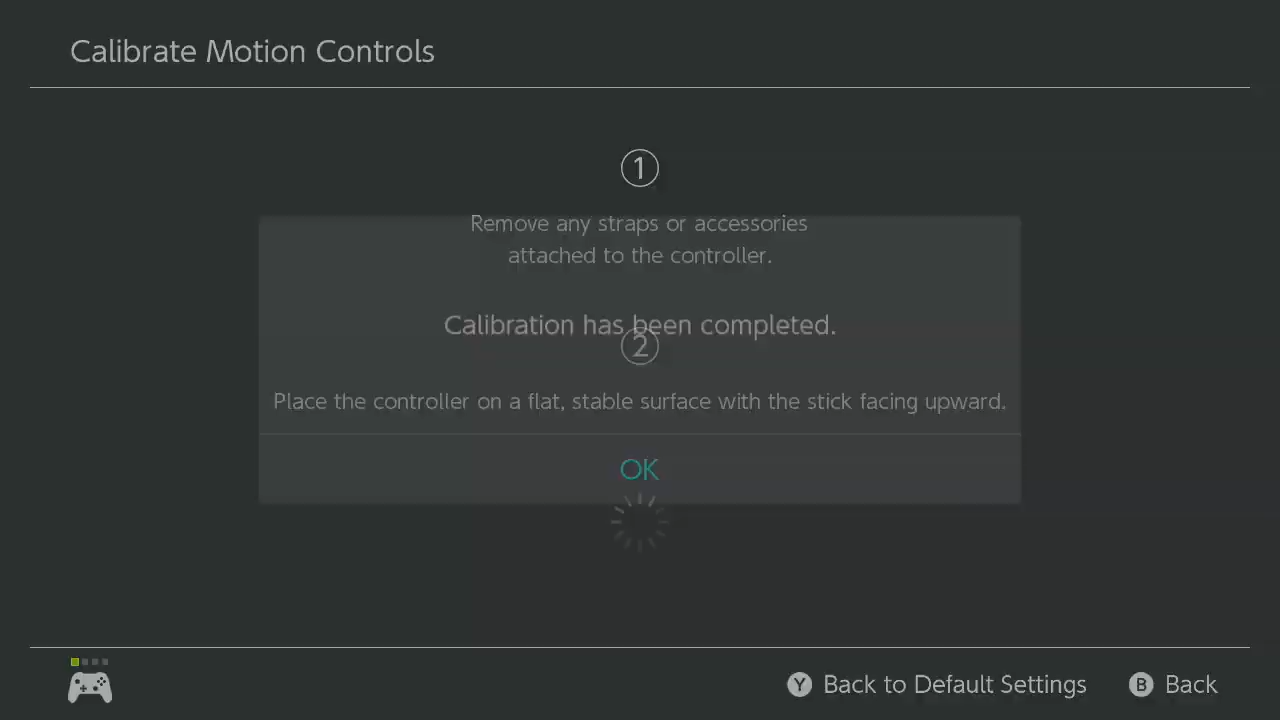 Calibrate Motion Controls
1
Remove any straps or accessories
attached to the controller.
Calibration has been completed.
2
Place the controller on a flat, stable surface with the stick facing upward.
OK
Y Back to Default Settings B Back